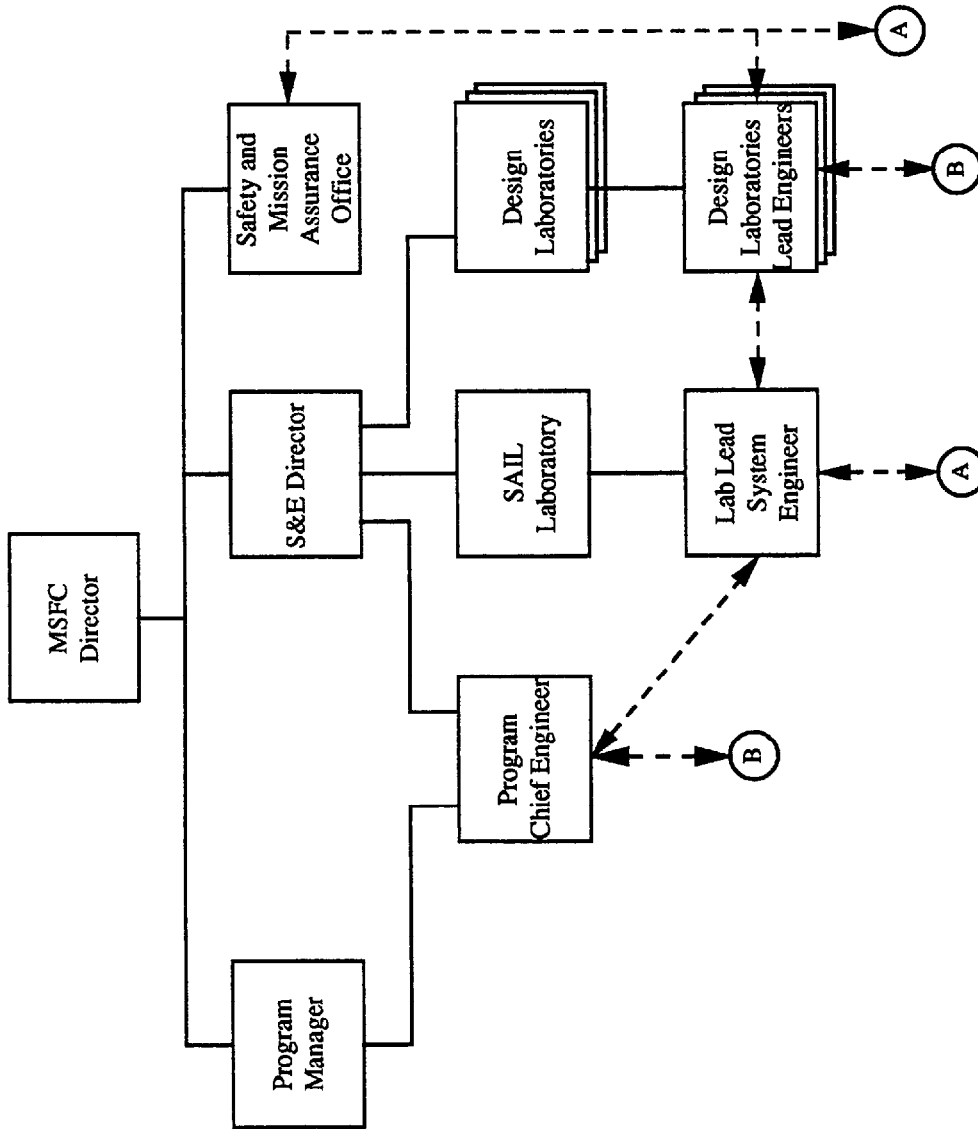 MSFC
Director
Program
Manager
S&E Director
Safety and
Mission
Assurance
Office
Program
Chief Engineer
SAIL
Laboratory
Design
Laboratories
Lab Lead
System
Engineer
Design
Laboratories
Lead Engineers
B
A
B
A